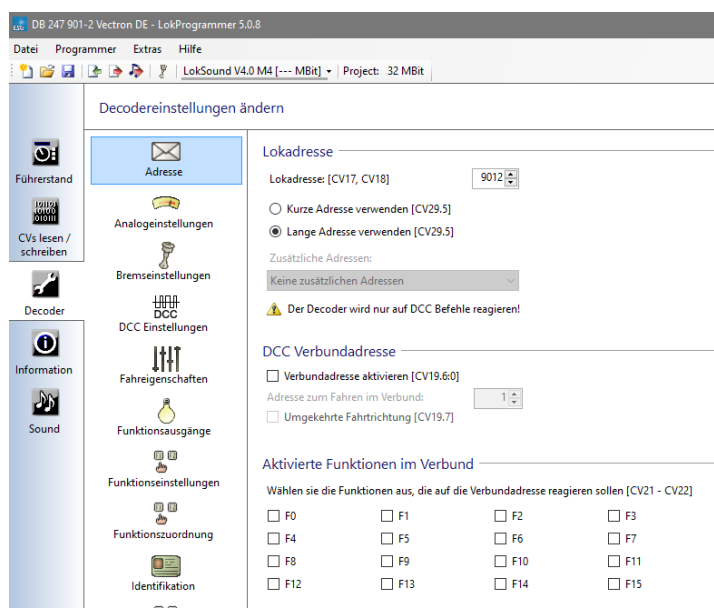 DB 247 901-2 Vectron DE - LokProgrammer 5.0.8
Datei Programmer Extras Hilfe
LokSound V4.0 M4 [--- MBit] Project: 32 MBit
Decodereinstellungen ändern
Führerstand
CVs lesen /
schreiben
Decoder
Information
Sound
Adresse
Analogeinstellungen
Bremseinstellungen
DCC
DCC Einstellungen
Fahreigenschaften
Funktionsausgänge
Funktionseinstellungen
Funktionszuordnung
Identifikation
Lokadresse
Lokadresse: [CV17, CV18] 9012
Kurze Adresse verwenden [CV29.5]
Lange Adresse verwenden [CV29.5]
Zusätzliche Adressen:
Keine zusätzlichen Adressen
Der Decoder wird nur auf DCC Befehle reagieren!
DCC Verbundadresse
Verbundadresse aktivieren [CV19.6:0]
Adresse zum Fahren im Verbund: 1
Umgekehrte Fahrtrichtung [CV19.7]
Aktivierte Funktionen im Verbund
Wählen sie die Funktionen aus, die auf die Verbundadresse reagieren sollen [CV21 - CV22]
F0 F1 F2 F3
F4 F5 F6 F7
F8 F9 F10 F11
F12 F13 F14 F15